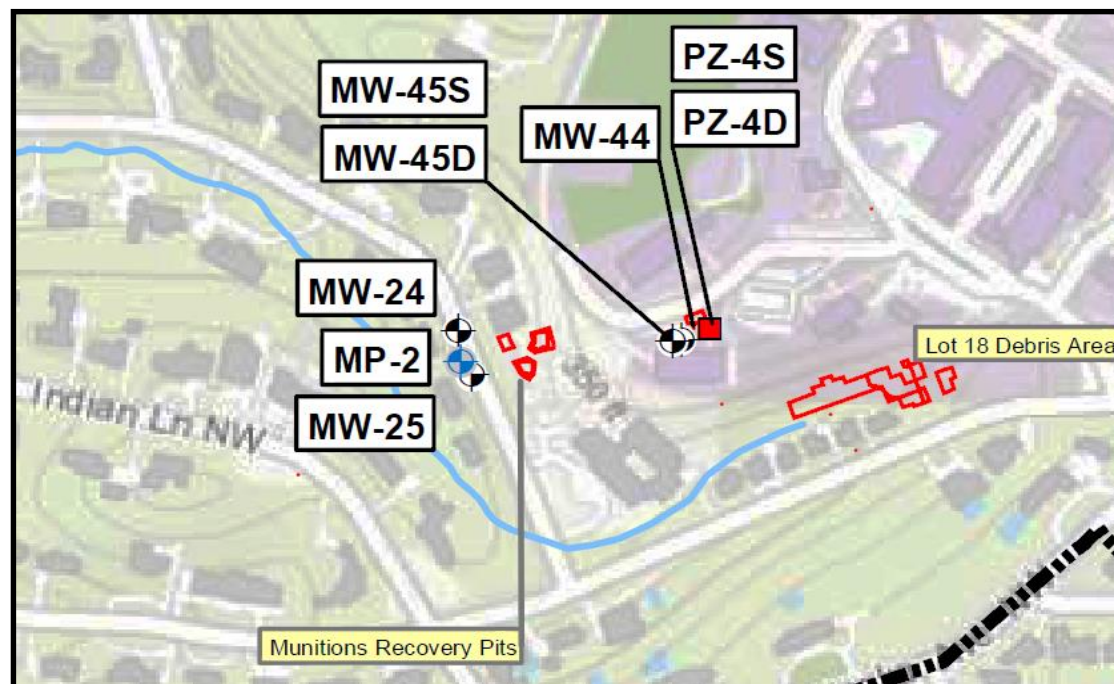 MW-45S
MW-45D
PZ-4S
PZ-4D
MW-44
MW-24
MP-2
MW-25
Indian Ln NW
Lot 18 Debris Area
Munitions Recovery Pits